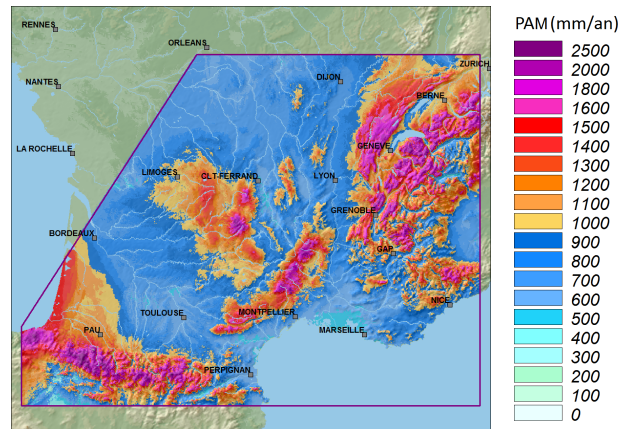 RENNES
ORLEANS
ZURICH
DIJON
NANTES
BERNE
LA ROCHELLE
GENEVE
LIMOGES
CLT-FERRAND
LYON
GRENOBLE
BORDEAUX
GAP
NICE
TOULOUSE
MONTPELLIER
MARSEILLE
PAU
PERPIGNAN
PAM (mm/an)
2500
2000
1800
1600
1500
1400
1300
1200
1100
1000
900
800
700
600
500
400
300
200
100
0